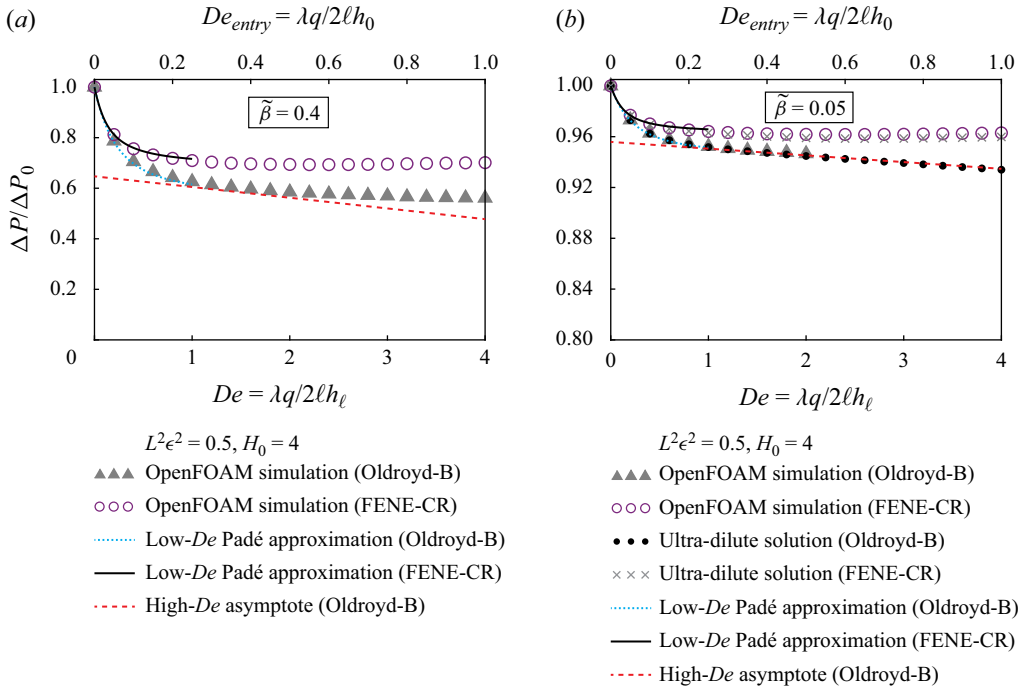 (a)
De_entry = λq/2ℓh_0
0 0.2 0.4 0.6 0.8 1.0
1.0
0.8
0.6
0.4
0.2
0
β̃ = 0.4
ΔP/ΔP_0
0 1 2 3 4
De = λq/2ℓh_ℓ
L²ϵ² = 0.5, H_0 = 4
OpenFOAM simulation (Oldroyd-B)
OpenFOAM simulation (FENE-CR)
Low-De Padé approximation (Oldroyd-B)
Low-De Padé approximation (FENE-CR)
High-De asymptote (Oldroyd-B)
(b)
De_entry = λq/2ℓh_0
0 0.2 0.4 0.6 0.8 1.0
1.00
0.96
0.92
0.88
0.84
0.80
β̃ = 0.05
0 1 2 3 4
De = λq/2ℓh_ℓ
L²ϵ² = 0.5, H_0 = 4
OpenFOAM simulation (Oldroyd-B)
OpenFOAM simulation (FENE-CR)
Ultra-dilute solution (Oldroyd-B)
Ultra-dilute solution (FENE-CR)
Low-De Padé approximation (Oldroyd-B)
Low-De Padé approximation (FENE-CR)
High-De asymptote (Oldroyd-B)